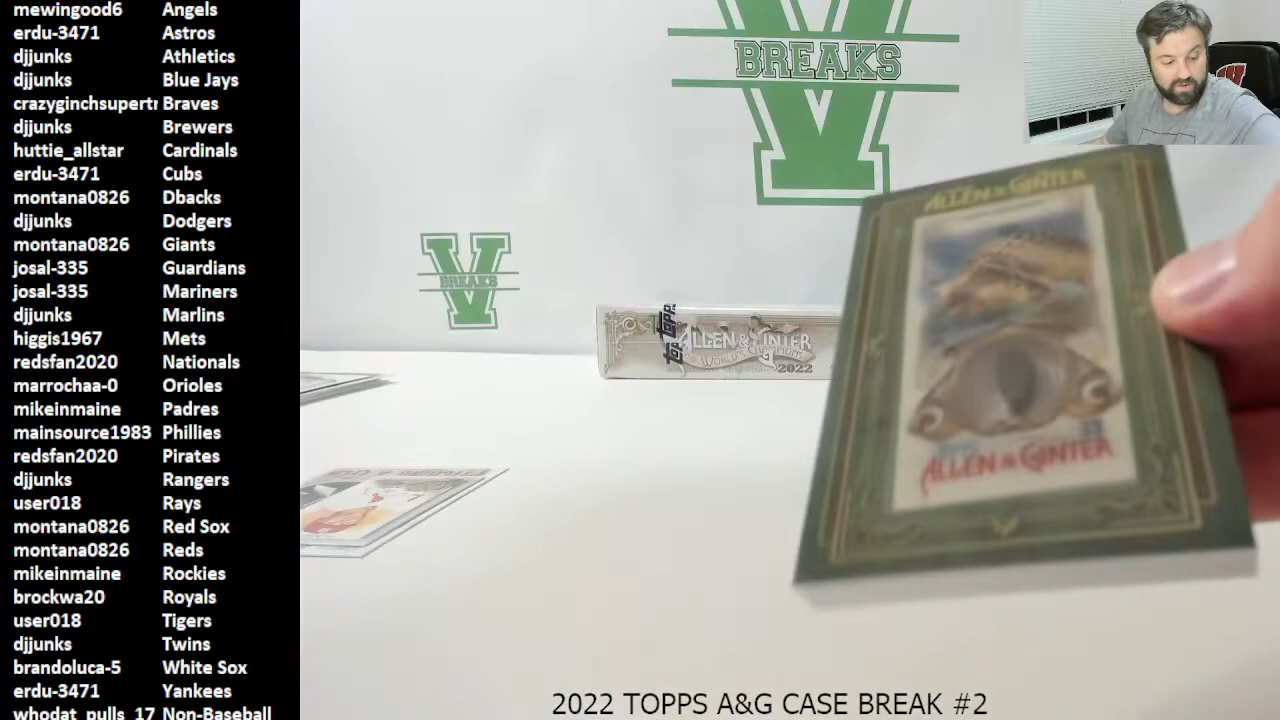 mewingood6 Angels
erdu-3471 Astros
djjunks Athletics
djjunks Blue Jays
crazyginchsupertr Braves
djjunks Brewers
huttie_allstar Cardinals
erdu-3471 Cubs
montana0826 Dbacks
djjunks Dodgers
montana0826 Giants
josal-335 Guardians
josal-335 Mariners
djjunks Marlins
higgis1967 Mets
redsfan2020 Nationals
marrochaa-0 Orioles
mikeinmaine Padres
mainsource1983 Phillies
redsfan2020 Pirates
djjunks Rangers
user018 Rays
montana0826 Red Sox
montana0826 Reds
mikeinmaine Rockies
brockwa20 Royals
user018 Tigers
djjunks Twins
brandoluca-5 White Sox
erdu-3471 Yankees
whodat_pulls_17 Non-Baseball
V
BREAKS
V
BREAKS
W
TOPPS
ALLEN & GINTER
THE WORLD'S CHAMPIONS
2022
ALLEN & GINTER
ALLEN & GINTER
2022 TOPPS A&G CASE BREAK #2